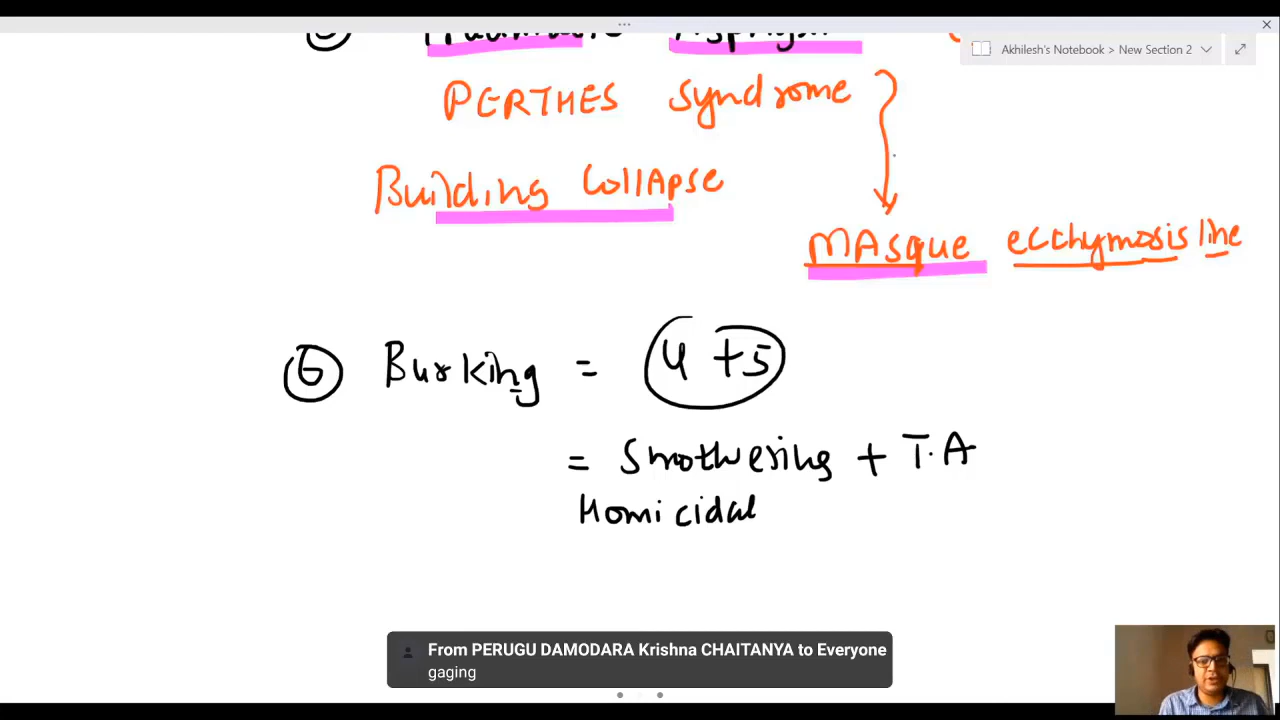 Akhilesh's Notebook > New Section 2
PERTHES Syndrome
Building CollApse
MAsque ecchymosis line
6 Burking = 4 + 5
= Smothering + T.A
Homicidal
From PERUGU DAMODARA Krishna CHAITANYA to Everyone
gaging